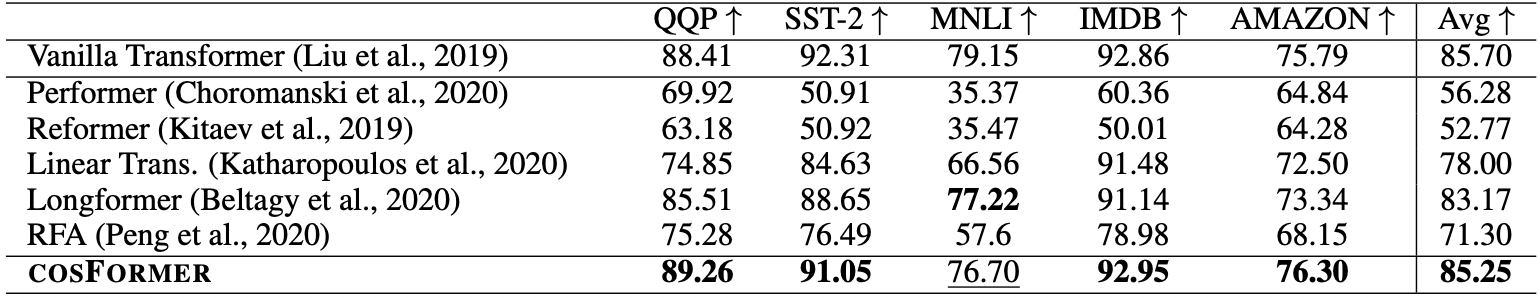 QQP ↑ SST-2 ↑ MNLI ↑ IMDB ↑ AMAZON ↑ Avg ↑
Vanilla Transformer (Liu et al., 2019) 88.41 92.31 79.15 92.86 75.79 85.70
Performer (Choromanski et al., 2020) 69.92 50.91 35.37 60.36 64.84 56.28
Reformer (Kitaev et al., 2019) 63.18 50.92 35.47 50.01 64.28 52.77
Linear Trans. (Katharopoulos et al., 2020) 74.85 84.63 66.56 91.48 72.50 78.00
Longformer (Beltagy et al., 2020) 85.51 88.65 77.22 91.14 73.34 83.17
RFA (Peng et al., 2020) 75.28 76.49 57.6 78.98 68.15 71.30
COSFORMER 89.26 91.05 76.70 92.95 76.30 85.25